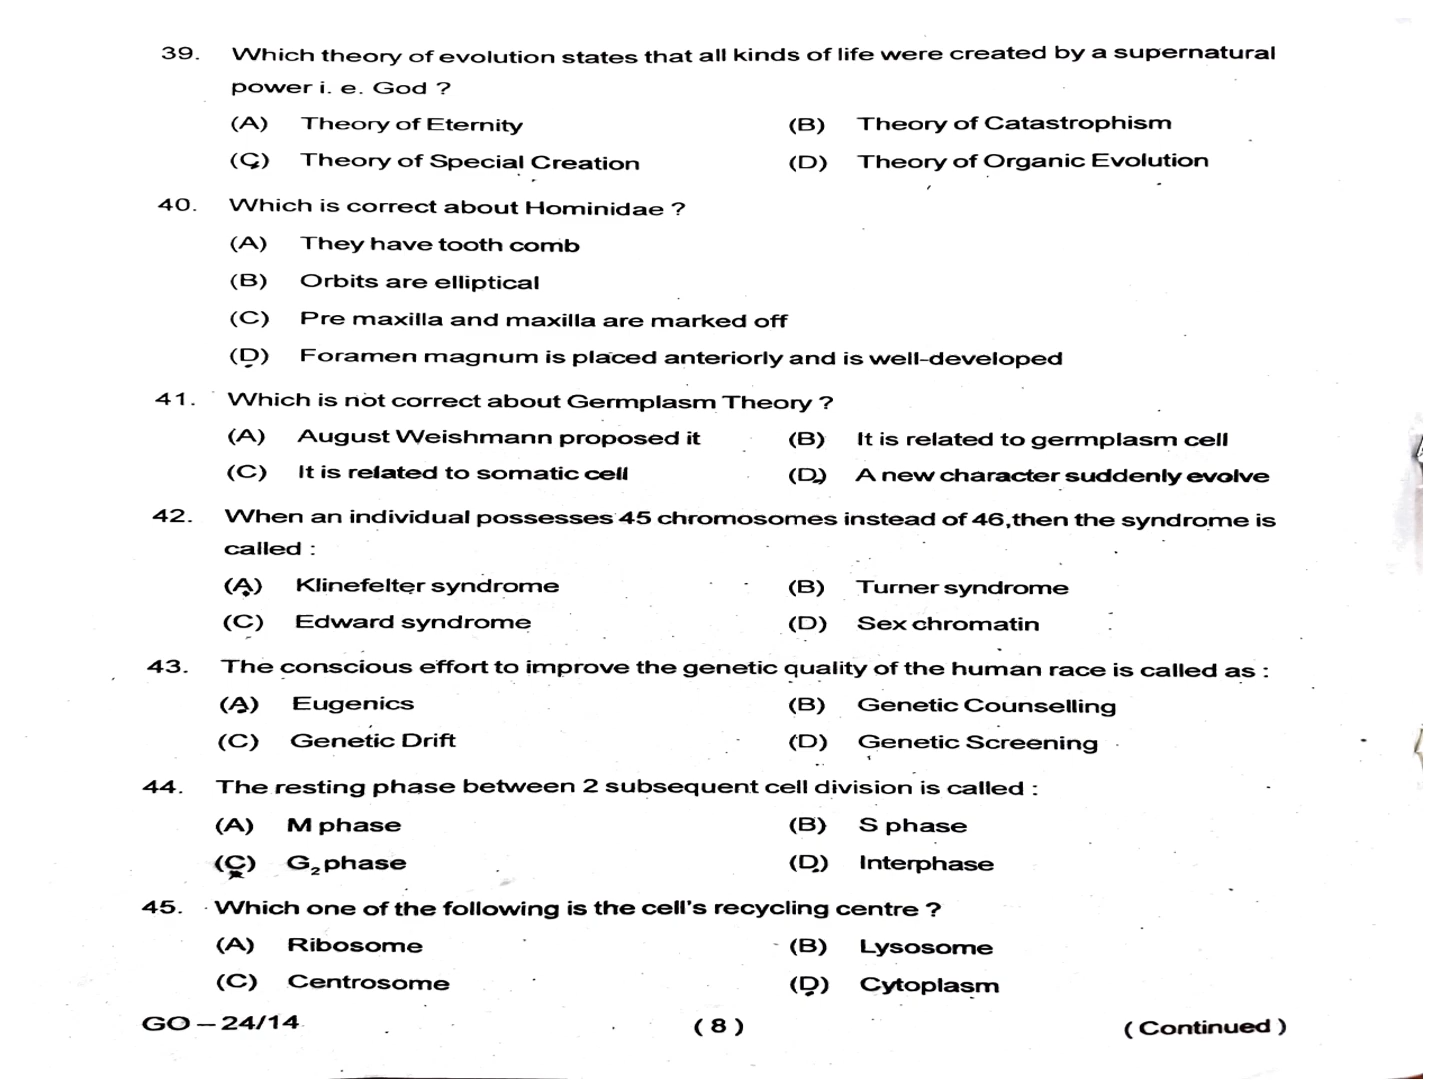 39. Which theory of evolution states that all kinds of life were created by a supernatural
power i. e. God ?
(A) Theory of Eternity (B) Theory of Catastrophism
(C) Theory of Special Creation (D) Theory of Organic Evolution
40. Which is correct about Hominidae ?
(A) They have tooth comb
(B) Orbits are elliptical
(C) Pre maxilla and maxilla are marked off
(D) Foramen magnum is placed anteriorly and is well-developed
41. Which is not correct about Germplasm Theory ?
(A) August Weishmann proposed it (B) It is related to germplasm cell
(C) It is related to somatic cell (D) A new character suddenly evolve
42. When an individual possesses 45 chromosomes instead of 46,then the syndrome is
called :
(A) Klinefelter syndrome (B) Turner syndrome
(C) Edward syndrome (D) Sex chromatin
43. The conscious effort to improve the genetic quality of the human race is called as :
(A) Eugenics (B) Genetic Counselling
(C) Genetic Drift (D) Genetic Screening
44. The resting phase between 2 subsequent cell division is called :
(A) M phase (B) S phase
(C) G₂ phase (D) Interphase
45. Which one of the following is the cell's recycling centre ?
(A) Ribosome (B) Lysosome
(C) Centrosome (D) Cytoplasm
GO – 24/14 ( 8 ) ( Continued )